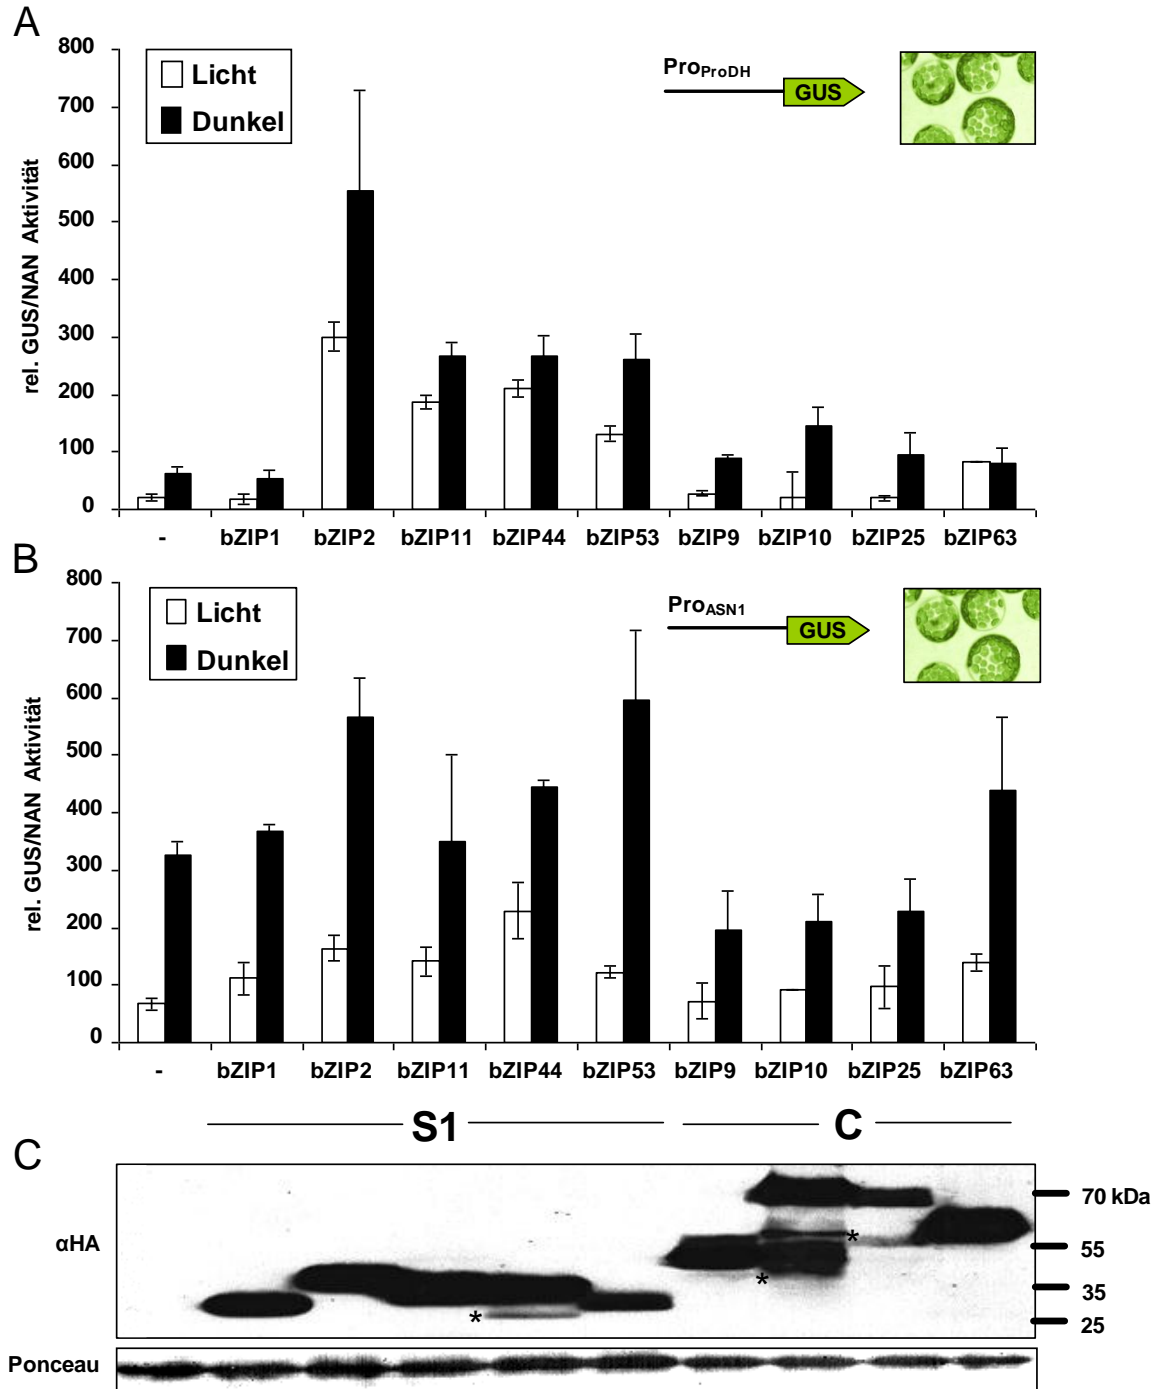 A
800
700
600
500
400
300
200
100
0
rel. GUS/NAN Aktivität
Licht
Dunkel
ProProDH
GUS
- bZIP1 bZIP2 bZIP11 bZIP44 bZIP53 bZIP9 bZIP10 bZIP25 bZIP63
B
800
700
600
500
400
300
200
100
0
rel. GUS/NAN Aktivität
Licht
Dunkel
ProASN1
GUS
- bZIP1 bZIP2 bZIP11 bZIP44 bZIP53 bZIP9 bZIP10 bZIP25 bZIP63
S1 C
C
αHA
70 kDa
55
35
25
*
*
*
Ponceau